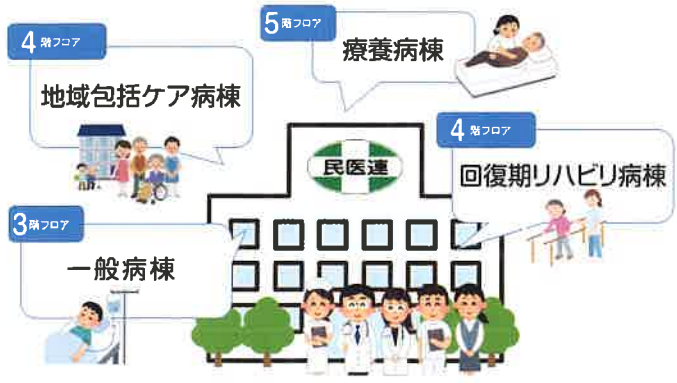 5階フロア
療養病棟
4階フロア
地域包括ケア病棟
4階フロア
回復期リハビリ病棟
民医連
3階フロア
一般病棟